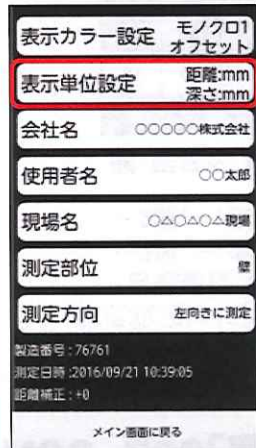 表示カラー設定 モノクロ1
オフセット
表示単位設定 距離:mm
深さ:mm
会社名 ○○○○○株式会社
使用者名 ○○太郎
現場名 ○△○△○△現場
測定部位 壁
測定方向 左向きに測定
製造番号:76761
測定日時:2016/09/21 10:39:05
距離補正:+0
メイン画面に戻る